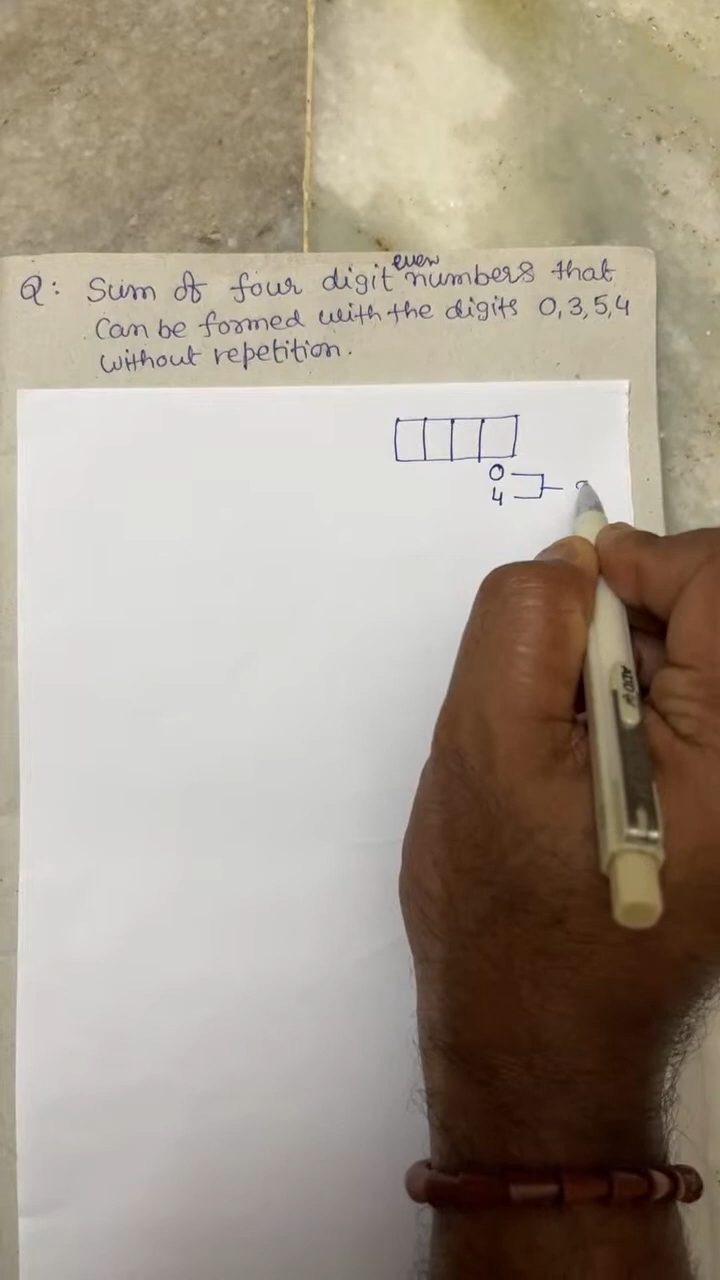 Q: Sum of four digit even numbers that
can be formed with the digits 0,3,5,4
without repetition.
0
4